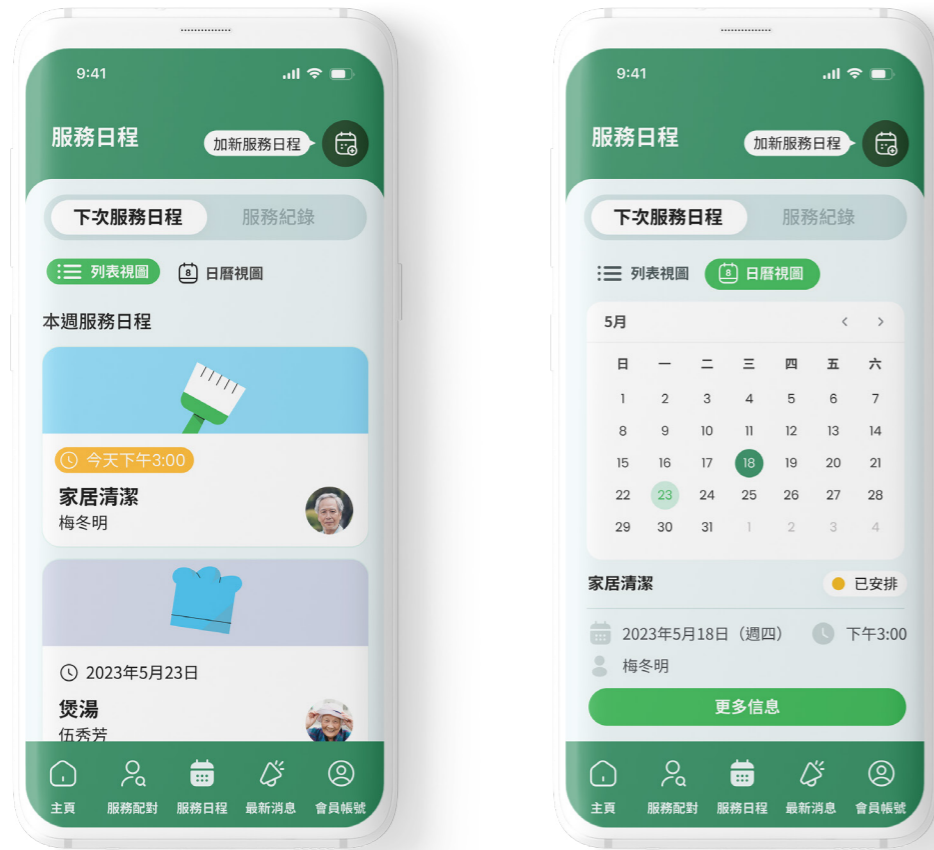 9:41
服務日程
加新服務日程
下次服務日程
服務紀錄
列表視圖
8
日曆視圖
本週服務日程
今天下午3:00
家居清潔
梅冬明
2023年5月23日
煲湯
伍秀芳
主頁
服務配對
服務日程
最新消息
會員帳號
9:41
服務日程
加新服務日程
下次服務日程
服務紀錄
列表視圖
8
日曆視圖
5月
< >
日 一 二 三 四 五 六
1 2 3 4 5 6 7
8 9 10 11 12 13 14
15 16 17 18 19 20 21
22 23 24 25 26 27 28
29 30 31 1 2 3 4
家居清潔
已安排
2023年5月18日（週四）
下午3:00
梅冬明
更多信息
主頁
服務配對
服務日程
最新消息
會員帳號